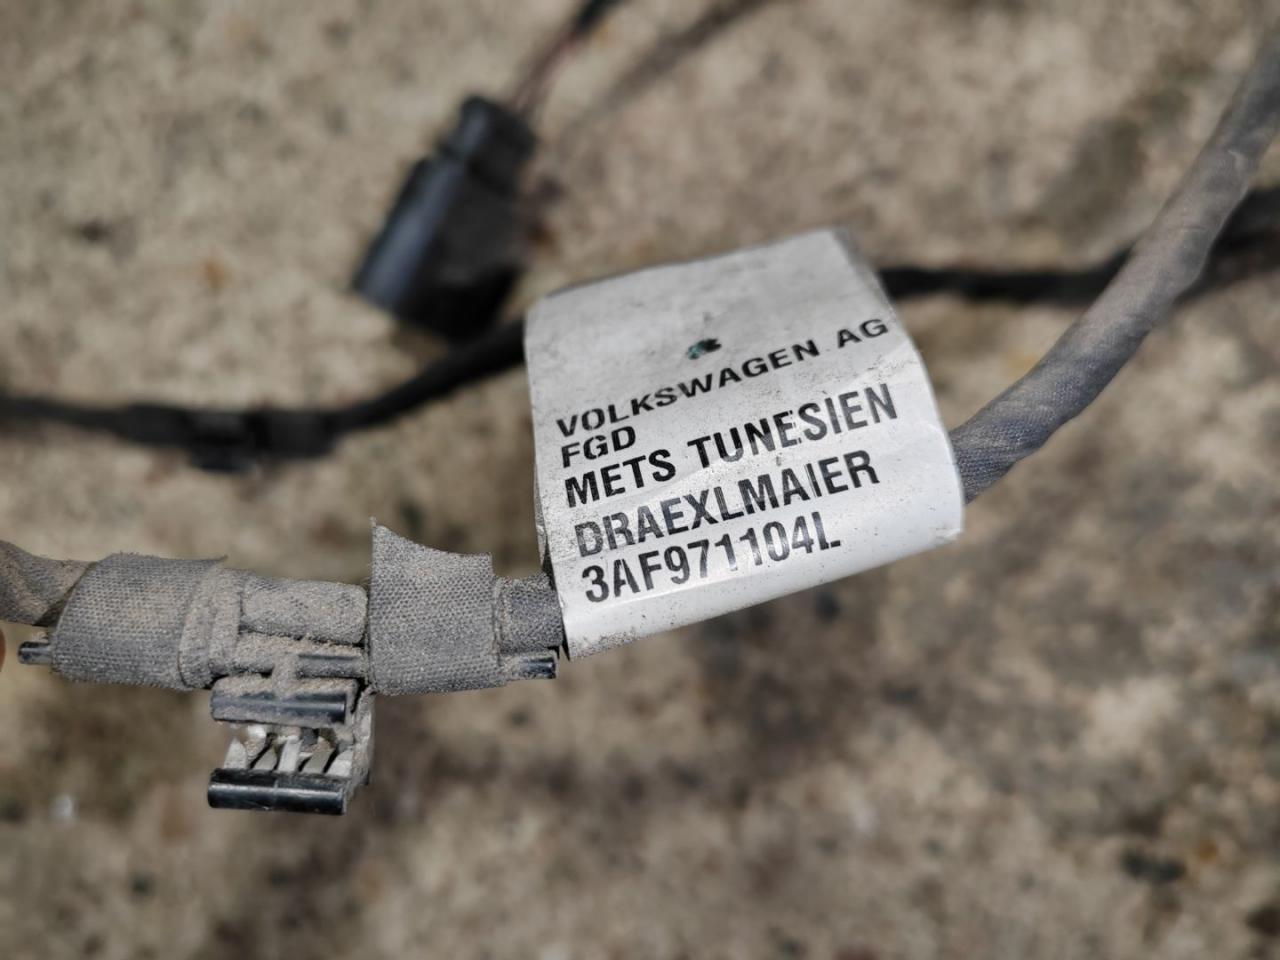 VOLKSWAGEN AG
FGD
METS TUNESIEN
DRAEXLMAIER
3AF971104L